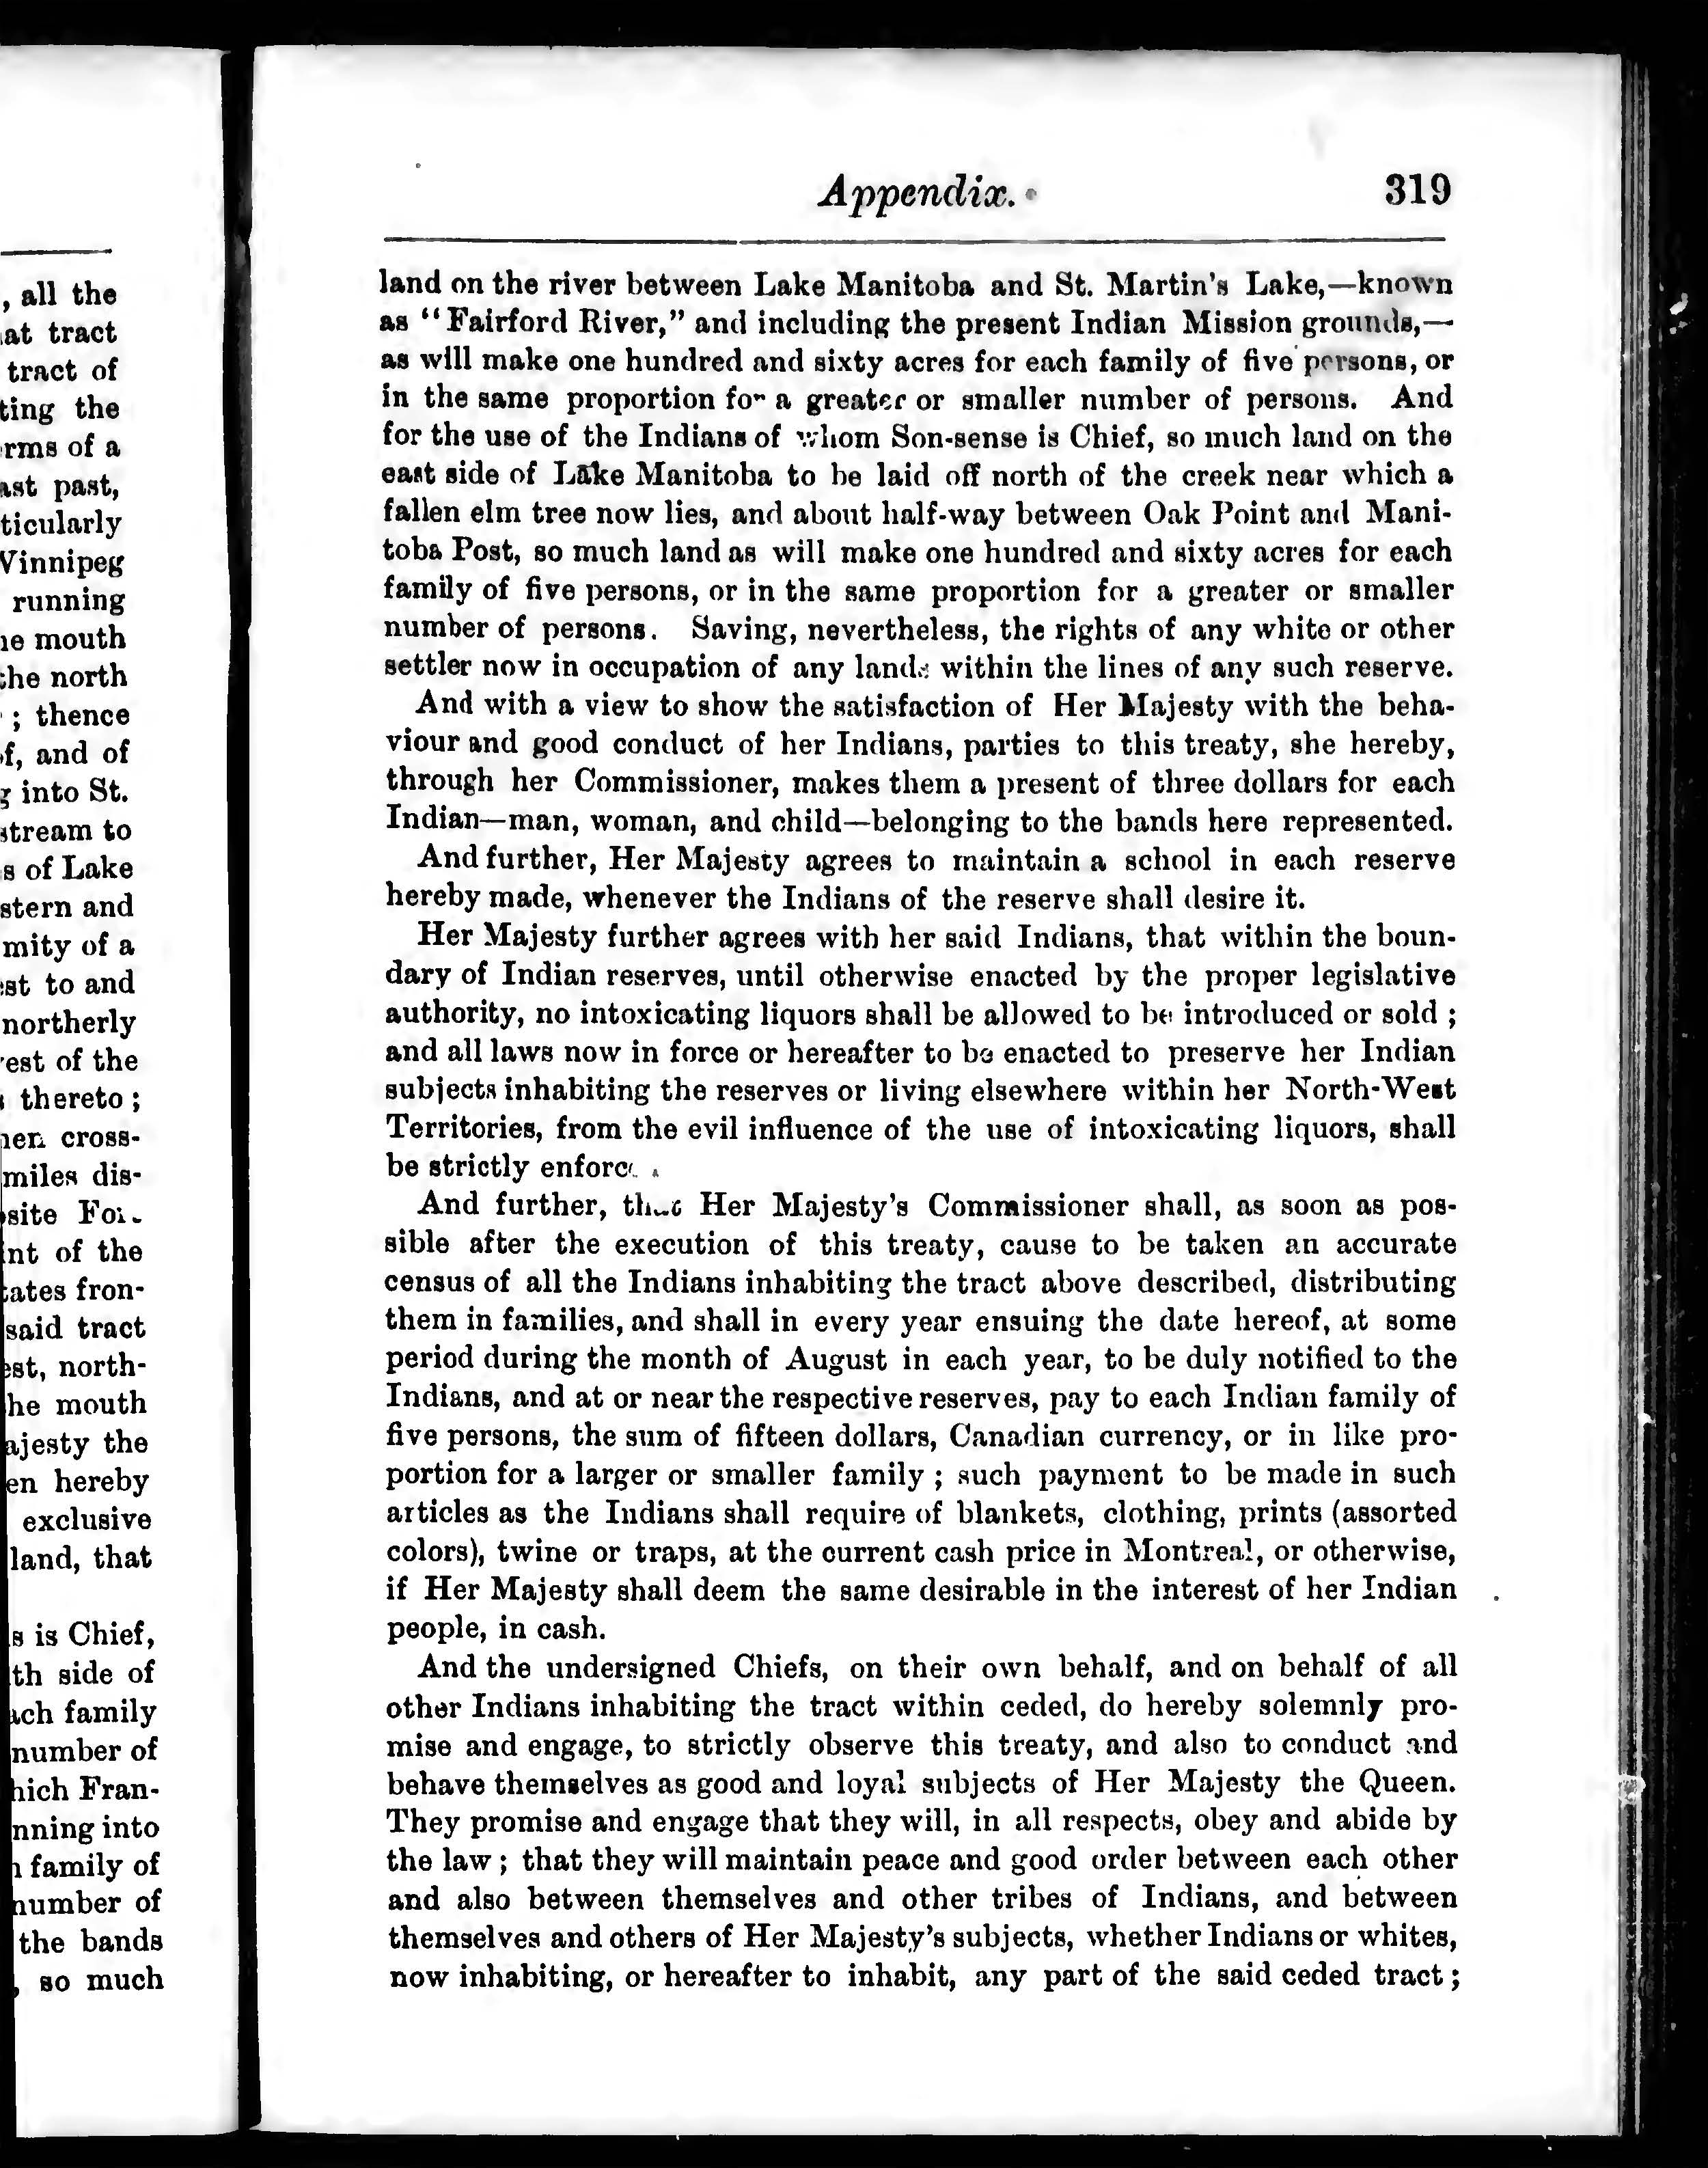 , all the
at tract
tract of
ting the
rms of a
ast past,
ticularly
Winnipeg
running
mouth
the north
; thence
of, and of
into St.
stream to
s of Lake
stern and
mity of a
est to and
northerly
est of the
thereto ;
cross-
miles dis-
site
nt of the
tates fron-
said tract
est, north-
he mouth
ajesty the
en hereby
exclusive
land, that
s is Chief,
th side of
ach family
number of
hich Fran-
nning into
family of
number of
the bands
, so much
Appendix. 319
land on the river between Lake Manitoba and St. Martin's Lake,—known
as "Fairford River," and including the present Indian Mission grounds,—
as will make one hundred and sixty acres for each family of five persons, or
in the same proportion for a greater or smaller number of persons. And
for the use of the Indians of whom Son-sense is Chief, so much land on the
east side of Lake Manitoba to be laid off north of the creek near which a
fallen elm tree now lies, and about half-way between Oak Point and Mani-
toba Post, so much land as will make one hundred and sixty acres for each
family of five persons, or in the same proportion for a greater or smaller
number of persons. Saving, nevertheless, the rights of any white or other
settler now in occupation of any lands within the lines of any such reserve.
And with a view to show the satisfaction of Her Majesty with the beha-
viour and good conduct of her Indians, parties to this treaty, she hereby,
through her Commissioner, makes them a present of three dollars for each
Indian—man, woman, and child—belonging to the bands here represented.
And further, Her Majesty agrees to maintain a school in each reserve
hereby made, whenever the Indians of the reserve shall desire it.
Her Majesty further agrees with her said Indians, that within the boun-
dary of Indian reserves, until otherwise enacted by the proper legislative
authority, no intoxicating liquors shall be allowed to be introduced or sold ;
and all laws now in force or hereafter to be enacted to preserve her Indian
subjects inhabiting the reserves or living elsewhere within her North-West
Territories, from the evil influence of the use of intoxicating liquors, shall
be strictly enforc
And further, that Her Majesty's Commissioner shall, as soon as pos-
sible after the execution of this treaty, cause to be taken an accurate
census of all the Indians inhabiting the tract above described, distributing
them in families, and shall in every year ensuing the date hereof, at some
period during the month of August in each year, to be duly notified to the
Indians, and at or near the respective reserves, pay to each Indian family of
five persons, the sum of fifteen dollars, Canadian currency, or in like pro-
portion for a larger or smaller family ; such payment to be made in such
articles as the Indians shall require of blankets, clothing, prints (assorted
colors), twine or traps, at the current cash price in Montreal, or otherwise,
if Her Majesty shall deem the same desirable in the interest of her Indian
people, in cash.
And the undersigned Chiefs, on their own behalf, and on behalf of all
other Indians inhabiting the tract within ceded, do hereby solemnly pro-
mise and engage, to strictly observe this treaty, and also to conduct and
behave themselves as good and loyal subjects of Her Majesty the Queen.
They promise and engage that they will, in all respects, obey and abide by
the law ; that they will maintain peace and good order between each other
and also between themselves and other tribes of Indians, and between
themselves and others of Her Majesty's subjects, whether Indians or whites,
now inhabiting, or hereafter to inhabit, any part of the said ceded tract ;